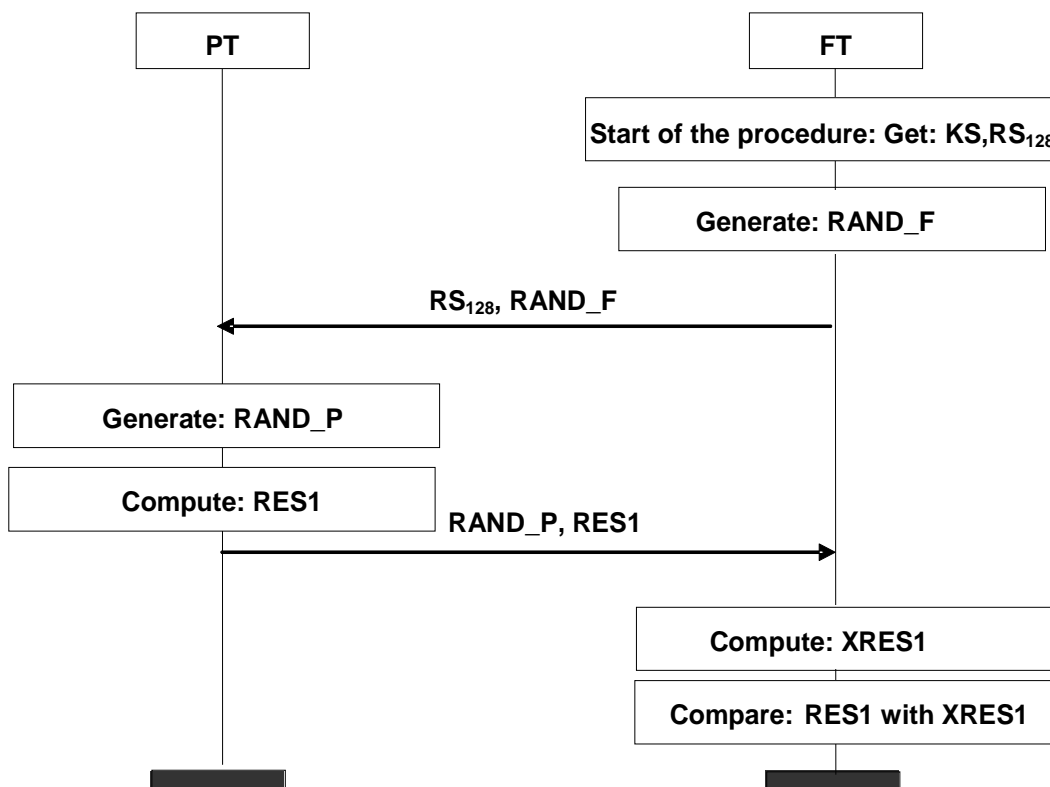 PT
FT
Start of the procedure: Get: KS,RS₁₂₈
Generate: RAND_F
RS₁₂₈, RAND_F
Generate: RAND_P
Compute: RES1
RAND_P, RES1
Compute: XRES1
Compare: RES1 with XRES1